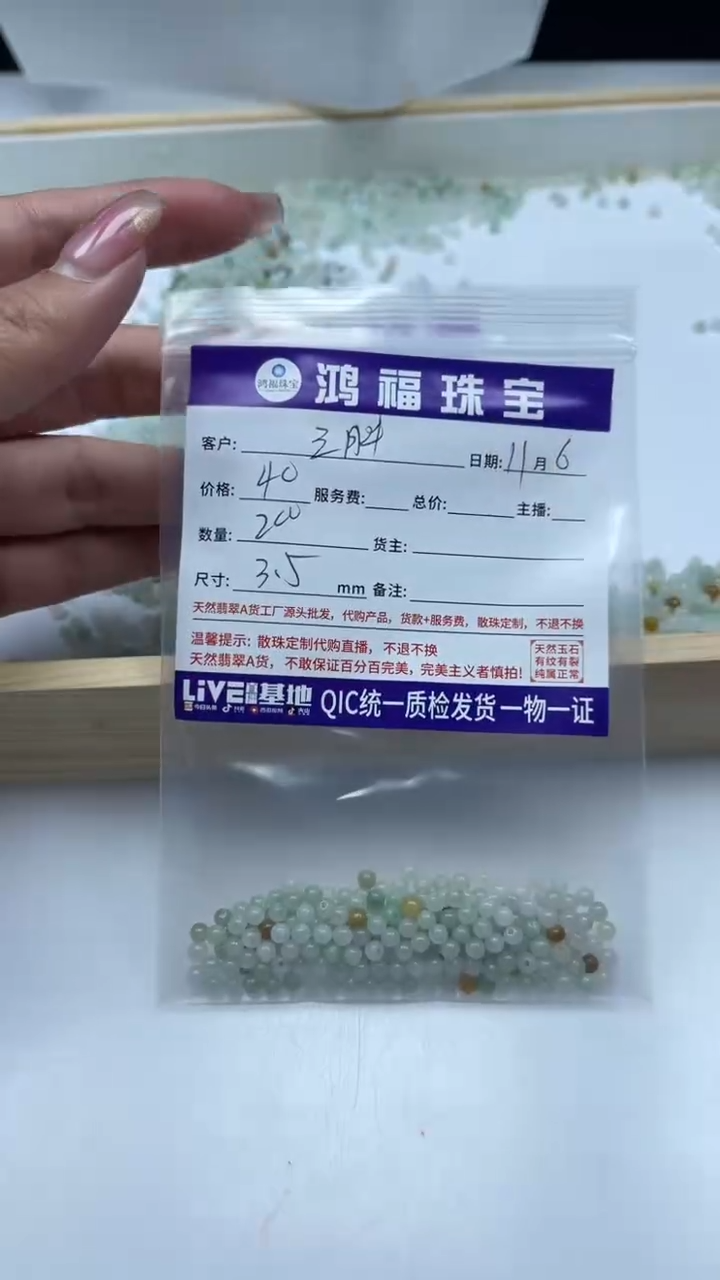 鸿福珠宝 鸿福珠宝
客户: 日期: 11月6
价格: 40 服务费: 总价: 主播:
数量: 200 货主:
尺寸: 3.5 mm 备注:
天然翡翠A货工厂源头批发，代购产品，货款+服务费，散珠定制，不退不换
温馨提示: 散珠定制代购直播，不退不换
天然翡翠A货，不敢保证百分百完美，完美主义者慎拍!
天然玉石
有纹有裂
纯属正常
LiVE基地 QIC统一质检发货 一物一证